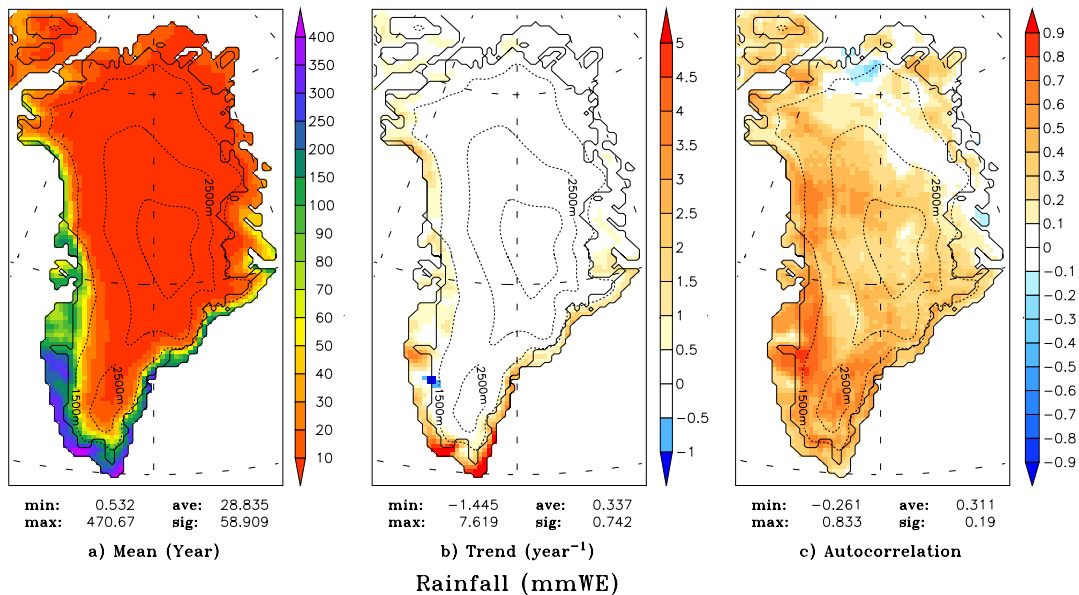 400
350
300
250
200
150
100
90
80
70
60
50
40
30
20
10
2500m
2500m
1500m
min: 0.532 ave: 28.835
max: 470.67 sig: 58.909
a) Mean (Year)
5
4.5
4
3.5
3
2.5
2
1.5
1
0.5
0
−0.5
−1
2500m
2500m
1500m
min: −1.445 ave: 0.337
max: 7.619 sig: 0.742
b) Trend (year⁻¹)
0.9
0.8
0.7
0.6
0.5
0.4
0.3
0.2
0.1
0
−0.1
−0.2
−0.3
−0.4
−0.5
−0.6
−0.7
−0.8
−0.9
2500m
2500m
1500m
min: −0.261 ave: 0.311
max: 0.833 sig: 0.19
c) Autocorrelation
Rainfall (mmWE)